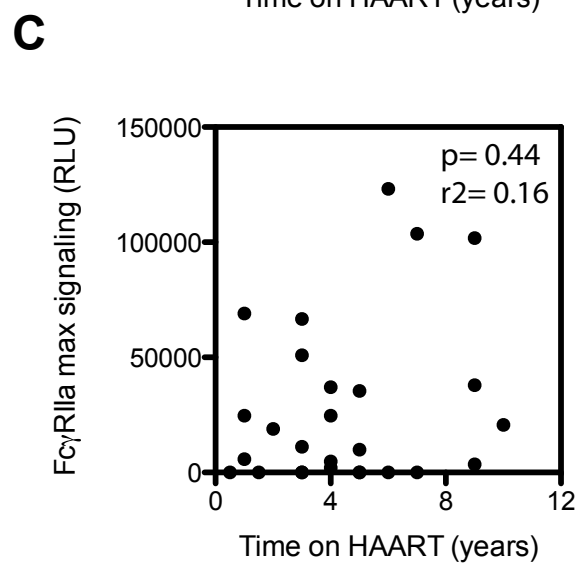 Time on HAART (years)
C
FcγRIIa max signaling (RLU)
150000
100000
50000
0
p= 0.44
r2= 0.16
0 4 8 12
Time on HAART (years)